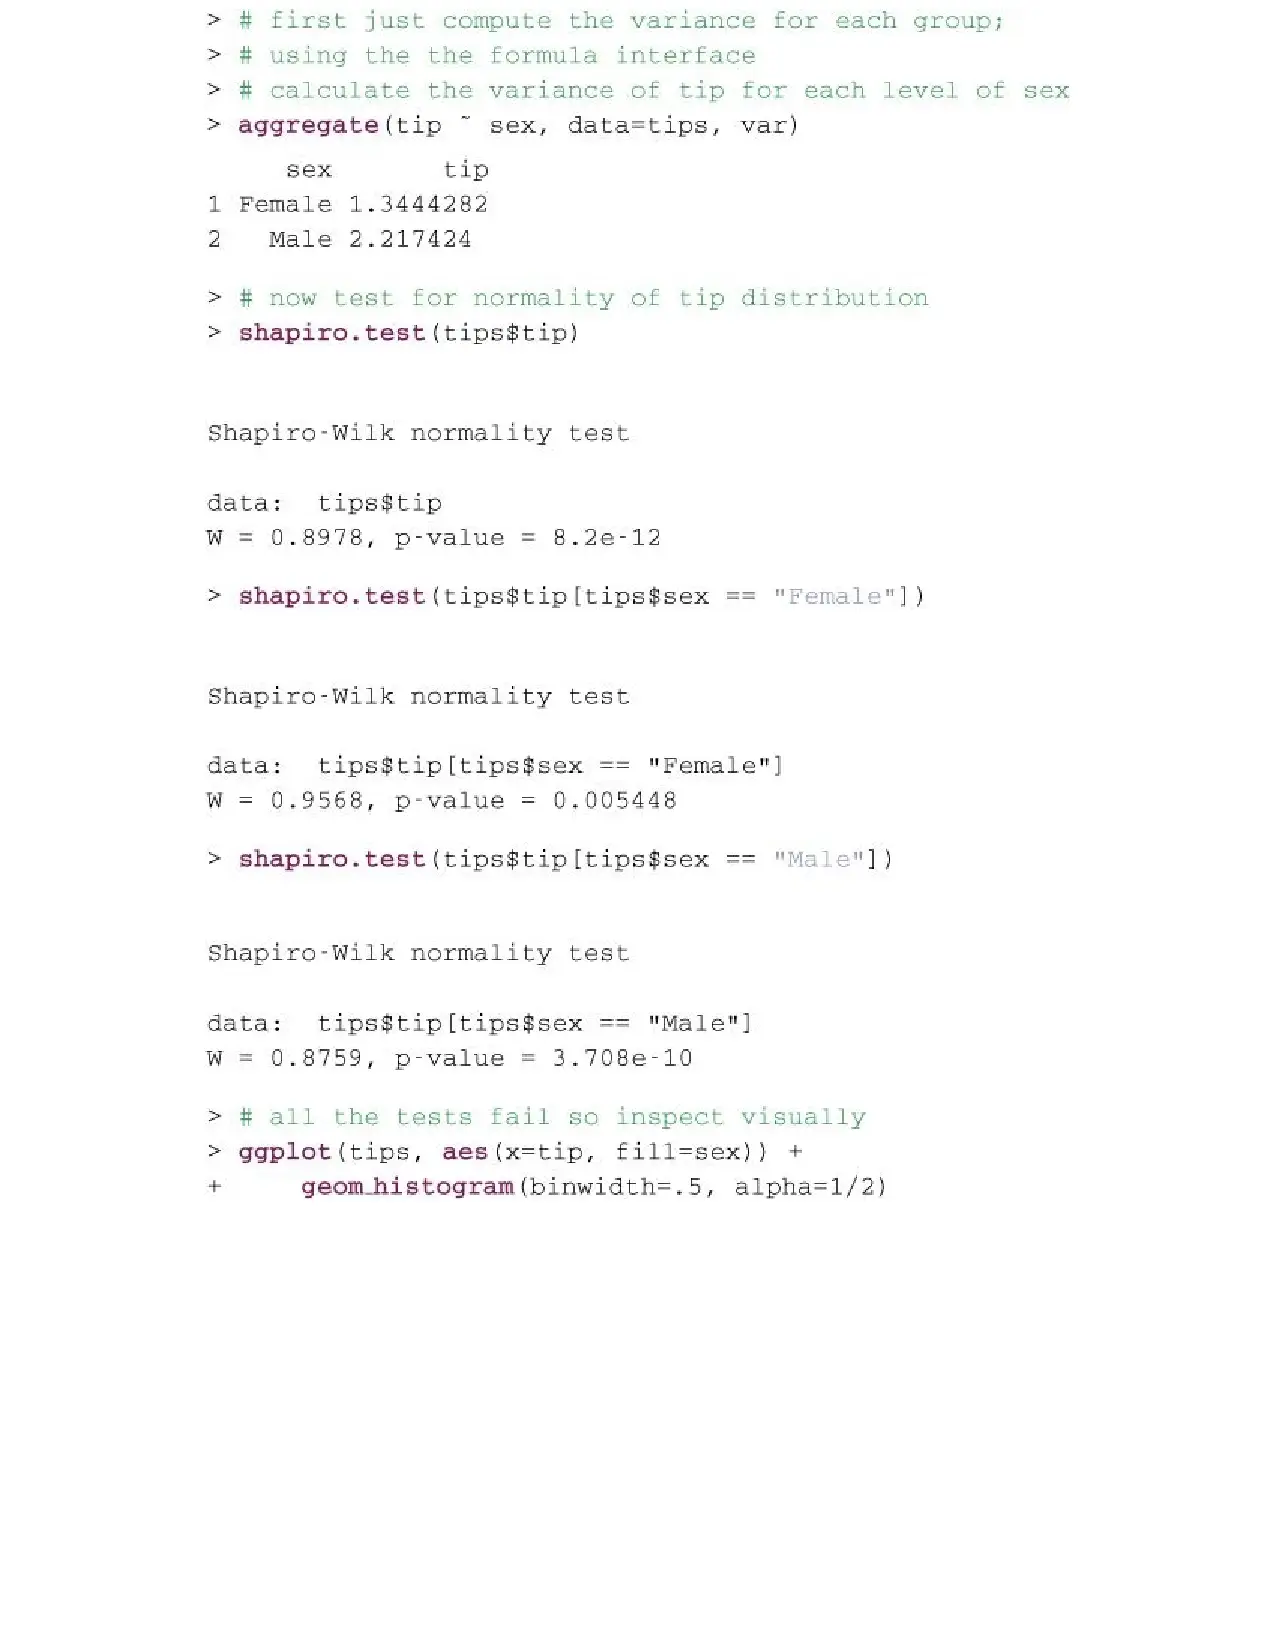 > # first just compute the variance for each group;
> # using the the formula interface
> # calculate the variance of tip for each level of sex
> aggregate(tip ~ sex, data=tips, var)
sex tip
1 Female 1.3444282
2 Male 2.217424
> # now test for normality of tip distribution
> shapiro.test(tips$tip)
Shapiro-Wilk normality test
data: tips$tip
W = 0.8978, p-value = 8.2e-12
> shapiro.test(tips$tip[tips$sex == "Female"])
Shapiro-Wilk normality test
data: tips$tip[tips$sex == "Female"]
W = 0.9568, p-value = 0.005448
> shapiro.test(tips$tip[tips$sex == "Male"])
Shapiro-Wilk normality test
data: tips$tip[tips$sex == "Male"]
W = 0.8759, p-value = 3.708e-10
> # all the tests fail so inspect visually
> ggplot(tips, aes(x=tip, fill=sex)) +
+ geom_histogram(binwidth=.5, alpha=1/2)